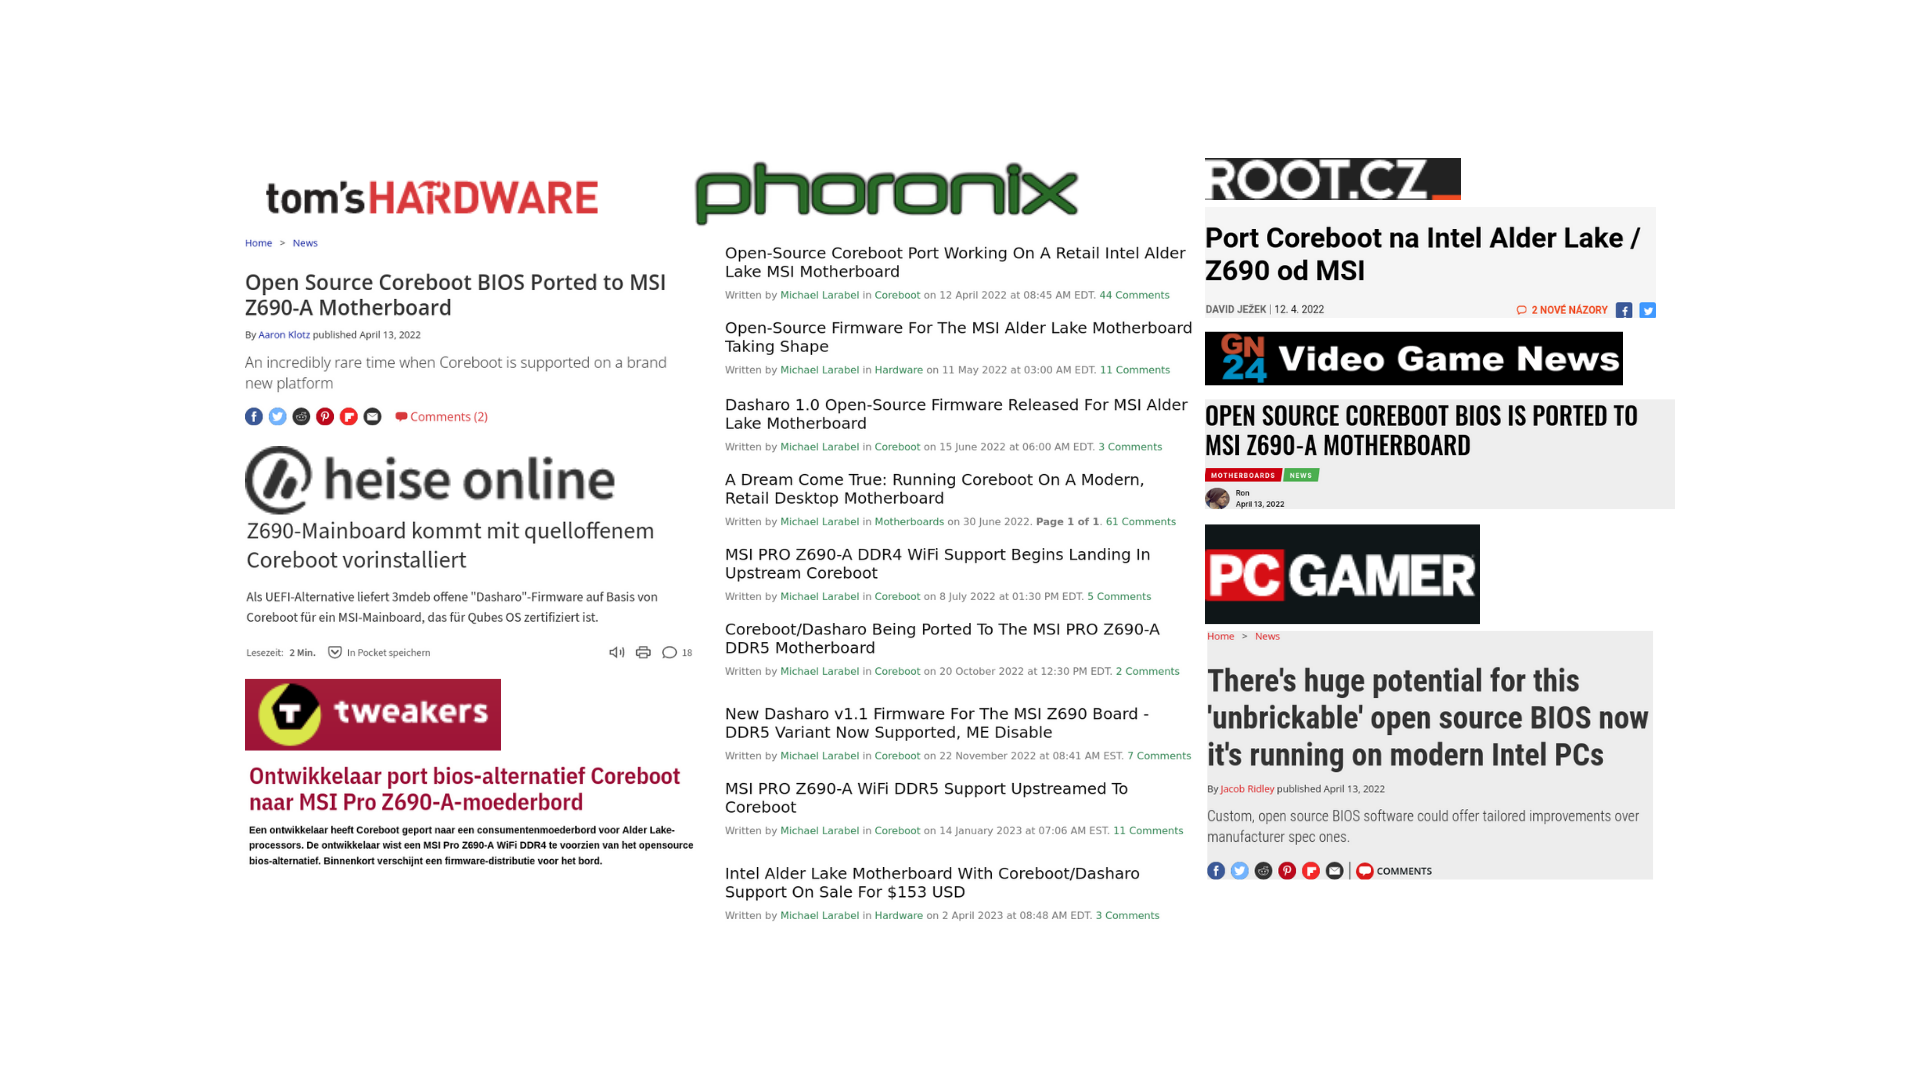 tom's HARDWARE
Home > News
Open Source Coreboot BIOS Ported to MSI
Z690-A Motherboard
By Aaron Klotz published April 13, 2022
An incredibly rare time when Coreboot is supported on a brand
new platform
Comments (2)
heise online
Z690-Mainboard kommt mit quelloffenem
Coreboot vorinstalliert
Als UEFI-Alternative liefert 3mdeb offene "Dasharo"-Firmware auf Basis von
Coreboot für ein MSI-Mainboard, das für Qubes OS zertifiziert ist.
Lesezeit: 2 Min. In Pocket speichern 18
tweakers
Ontwikkelaar port bios-alternatief Coreboot
naar MSI Pro Z690-A-moederbord
Een ontwikkelaar heeft Coreboot geport naar een consumentenmoederbord voor Alder Lake-
processors. De ontwikkelaar wist een MSI Pro Z690-A WiFi DDR4 te voorzien van het opensource
bios-alternatief. Binnenkort verschijnt een firmware-distributie voor het bord.
phoronix
Open-Source Coreboot Port Working On A Retail Intel Alder
Lake MSI Motherboard
Written by Michael Larabel in Coreboot on 12 April 2022 at 08:45 AM EDT. 44 Comments
Open-Source Firmware For The MSI Alder Lake Motherboard
Taking Shape
Written by Michael Larabel in Hardware on 11 May 2022 at 03:00 AM EDT. 11 Comments
Dasharo 1.0 Open-Source Firmware Released For MSI Alder
Lake Motherboard
Written by Michael Larabel in Coreboot on 15 June 2022 at 06:00 AM EDT. 3 Comments
A Dream Come True: Running Coreboot On A Modern,
Retail Desktop Motherboard
Written by Michael Larabel in Motherboards on 30 June 2022. Page 1 of 1. 61 Comments
MSI PRO Z690-A DDR4 WiFi Support Begins Landing In
Upstream Coreboot
Written by Michael Larabel in Coreboot on 8 July 2022 at 01:30 PM EDT. 5 Comments
Coreboot/Dasharo Being Ported To The MSI PRO Z690-A
DDR5 Motherboard
Written by Michael Larabel in Coreboot on 20 October 2022 at 12:30 PM EDT. 2 Comments
New Dasharo v1.1 Firmware For The MSI Z690 Board -
DDR5 Variant Now Supported, ME Disable
Written by Michael Larabel in Coreboot on 22 November 2022 at 08:41 AM EST. 7 Comments
MSI PRO Z690-A WiFi DDR5 Support Upstreamed To
Coreboot
Written by Michael Larabel in Coreboot on 14 January 2023 at 07:06 AM EST. 11 Comments
Intel Alder Lake Motherboard With Coreboot/Dasharo
Support On Sale For $153 USD
Written by Michael Larabel in Hardware on 2 April 2023 at 08:48 AM EDT. 3 Comments
ROOT.CZ_
Port Coreboot na Intel Alder Lake /
Z690 od MSI
DAVID JEŽEK | 12. 4. 2022 2 NOVÉ NÁZORY
GN24 Video Game News
OPEN SOURCE COREBOOT BIOS IS PORTED TO
MSI Z690-A MOTHERBOARD
MOTHERBOARDS NEWS
Ron
April 13, 2022
PC GAMER
Home > News
There's huge potential for this
'unbrickable' open source BIOS now
it's running on modern Intel PCs
By Jacob Ridley published April 13, 2022
Custom, open source BIOS software could offer tailored improvements over
manufacturer spec ones.
COMMENTS